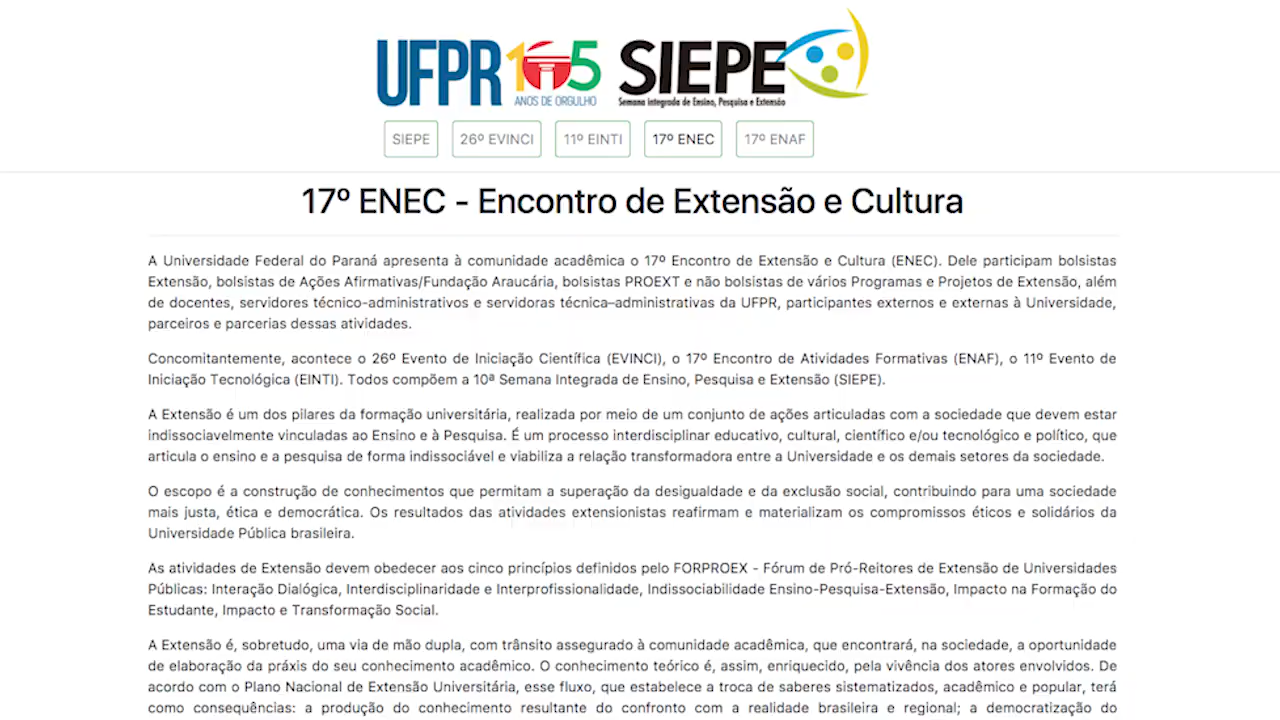 UFPR 105 SIEPE
ANOS DE ORGULHO Semana Integrada de Ensino, Pesquisa e Extensão
SIEPE 26º EVINCI 11º EINTI 17º ENEC 17º ENAF
17º ENEC - Encontro de Extensão e Cultura
A Universidade Federal do Paraná apresenta à comunidade acadêmica o 17º Encontro de Extensão e Cultura (ENEC). Dele participam bolsistas
Extensão, bolsistas de Ações Afirmativas/Fundação Araucária, bolsistas PROEXT e não bolsistas de vários Programas e Projetos de Extensão, além
de docentes, servidores técnico-administrativos e servidoras técnica–administrativas da UFPR, participantes externos e externas à Universidade,
parceiros e parcerias dessas atividades.
Concomitantemente, acontece o 26º Evento de Iniciação Científica (EVINCI), o 17º Encontro de Atividades Formativas (ENAF), o 11º Evento de
Iniciação Tecnológica (EINTI). Todos compõem a 10ª Semana Integrada de Ensino, Pesquisa e Extensão (SIEPE).
A Extensão é um dos pilares da formação universitária, realizada por meio de um conjunto de ações articuladas com a sociedade que devem estar
indissociavelmente vinculadas ao Ensino e à Pesquisa. É um processo interdisciplinar educativo, cultural, científico e/ou tecnológico e político, que
articula o ensino e a pesquisa de forma indissociável e viabiliza a relação transformadora entre a Universidade e os demais setores da sociedade.
O escopo é a construção de conhecimentos que permitam a superação da desigualdade e da exclusão social, contribuindo para uma sociedade
mais justa, ética e democrática. Os resultados das atividades extensionistas reafirmam e materializam os compromissos éticos e solidários da
Universidade Pública brasileira.
As atividades de Extensão devem obedecer aos cinco princípios definidos pelo FORPROEX - Fórum de Pró-Reitores de Extensão de Universidades
Públicas: Interação Dialógica, Interdisciplinaridade e Interprofissionalidade, Indissociabilidade Ensino-Pesquisa-Extensão, Impacto na Formação do
Estudante, Impacto e Transformação Social.
A Extensão é, sobretudo, uma via de mão dupla, com trânsito assegurado à comunidade acadêmica, que encontrará, na sociedade, a oportunidade
de elaboração da práxis do seu conhecimento acadêmico. O conhecimento teórico é, assim, enriquecido, pela vivência dos atores envolvidos. De
acordo com o Plano Nacional de Extensão Universitária, esse fluxo, que estabelece a troca de saberes sistematizados, acadêmico e popular, terá
como consequências: a produção do conhecimento resultante do confronto com a realidade brasileira e regional; a democratização do